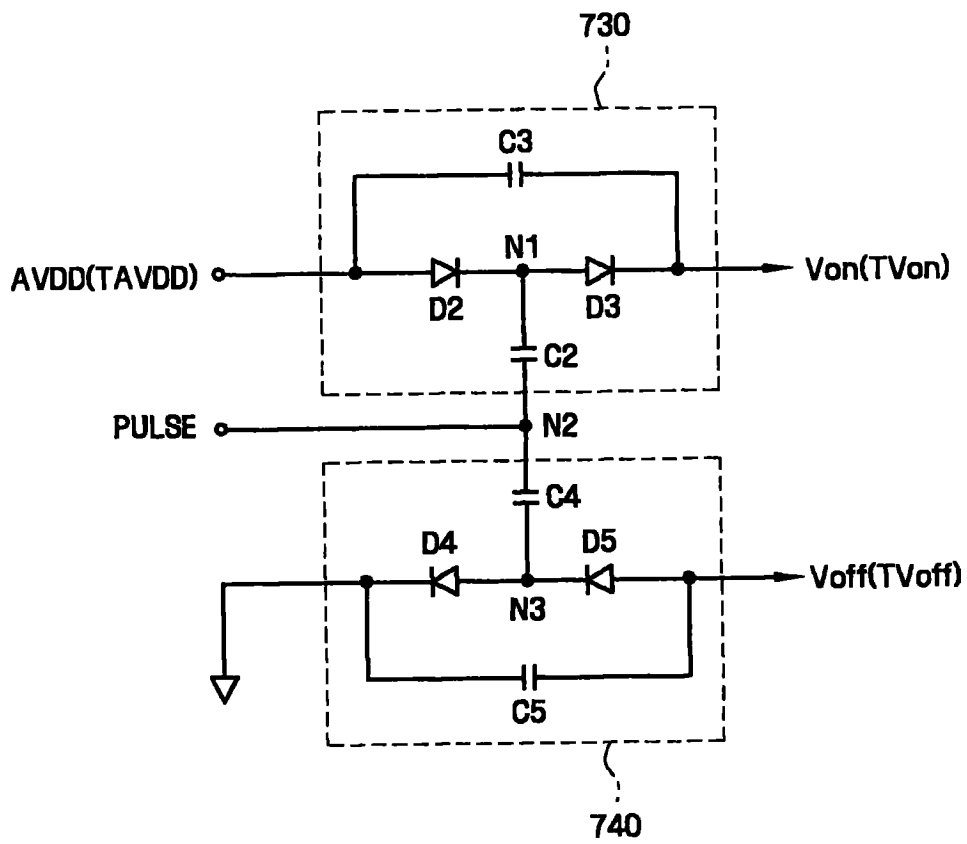 730
C3
N1
AVDD(TAVDD)
Von(TVon)
D2
D3
C2
PULSE
N2
C4
D4
D5
Voff(TVoff)
N3
C5
740